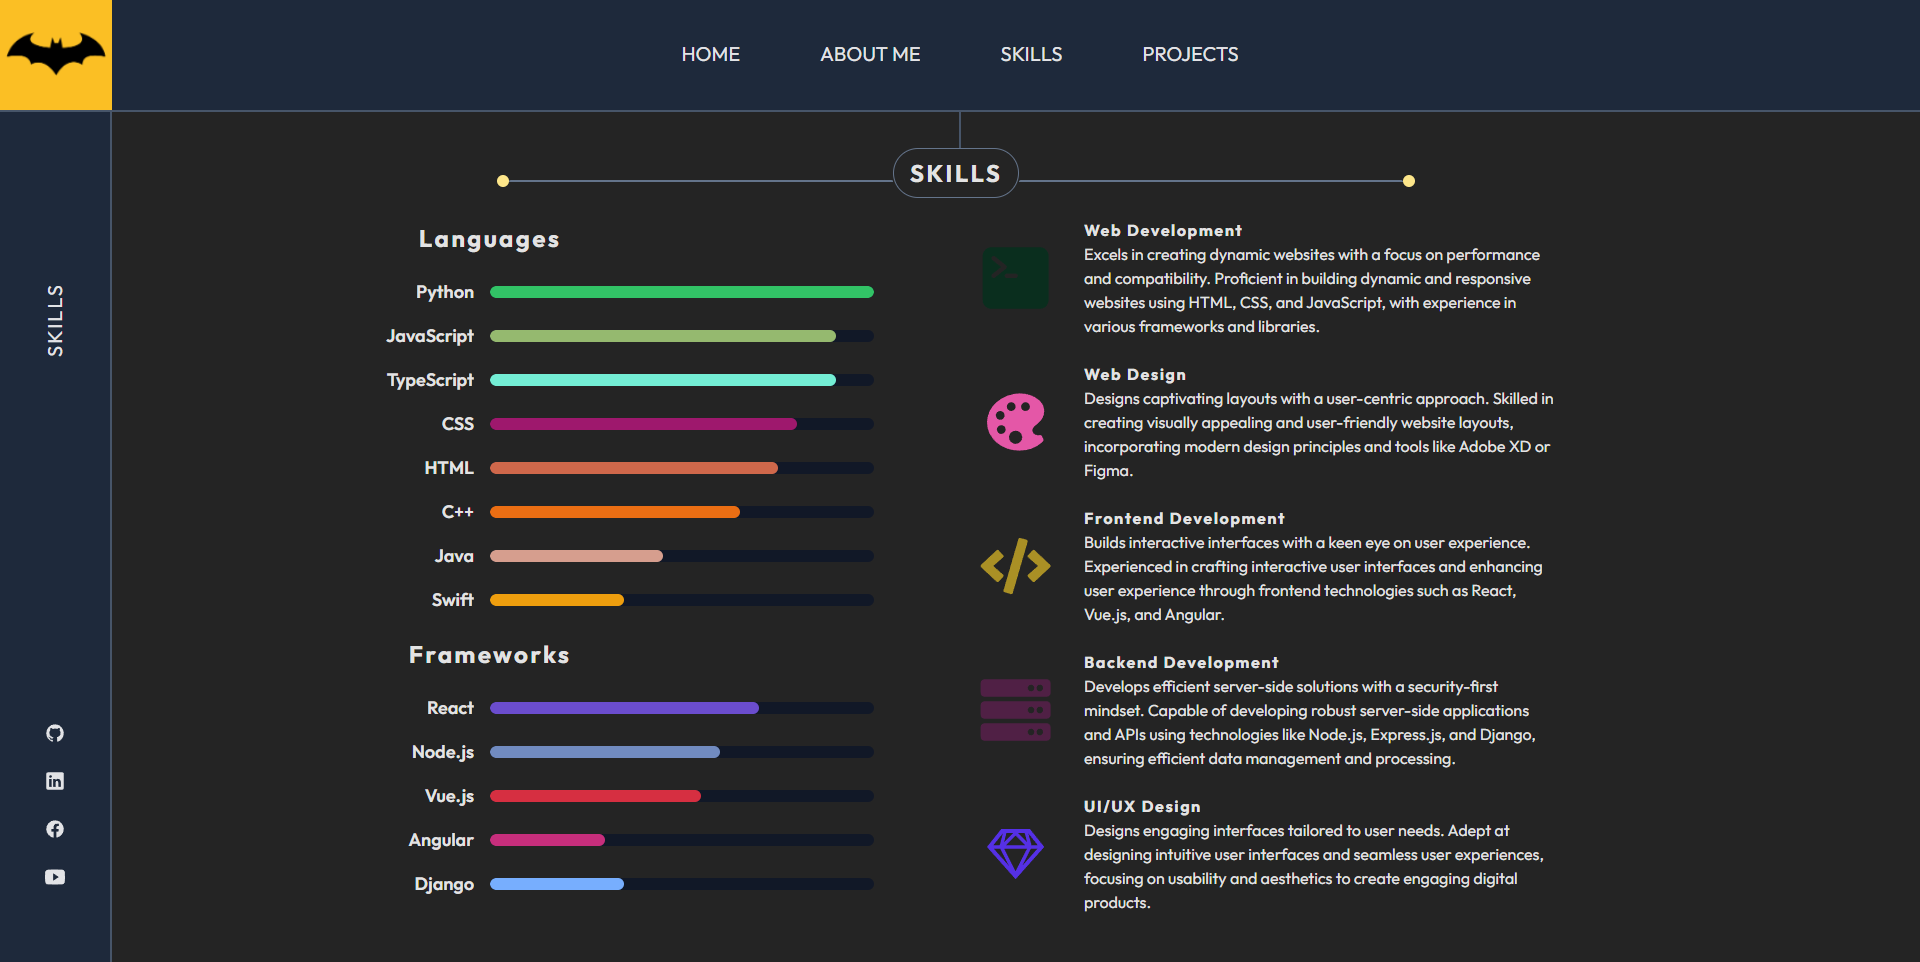 HOME
ABOUT ME
SKILLS
PROJECTS
SKILLS
SKILLS
Languages
Python
JavaScript
TypeScript
CSS
HTML
C++
Java
Swift
Frameworks
React
Node.js
Vue.js
Angular
Django
Web Development
Excels in creating dynamic websites with a focus on performance
and compatibility. Proficient in building dynamic and responsive
websites using HTML, CSS, and JavaScript, with experience in
various frameworks and libraries.
Web Design
Designs captivating layouts with a user-centric approach. Skilled in
creating visually appealing and user-friendly website layouts,
incorporating modern design principles and tools like Adobe XD or
Figma.
Frontend Development
Builds interactive interfaces with a keen eye on user experience.
Experienced in crafting interactive user interfaces and enhancing
user experience through frontend technologies such as React,
Vue.js, and Angular.
Backend Development
Develops efficient server-side solutions with a security-first
mindset. Capable of developing robust server-side applications
and APIs using technologies like Node.js, Express.js, and Django,
ensuring efficient data management and processing.
UI/UX Design
Designs engaging interfaces tailored to user needs. Adept at
designing intuitive user interfaces and seamless user experiences,
focusing on usability and aesthetics to create engaging digital
products.